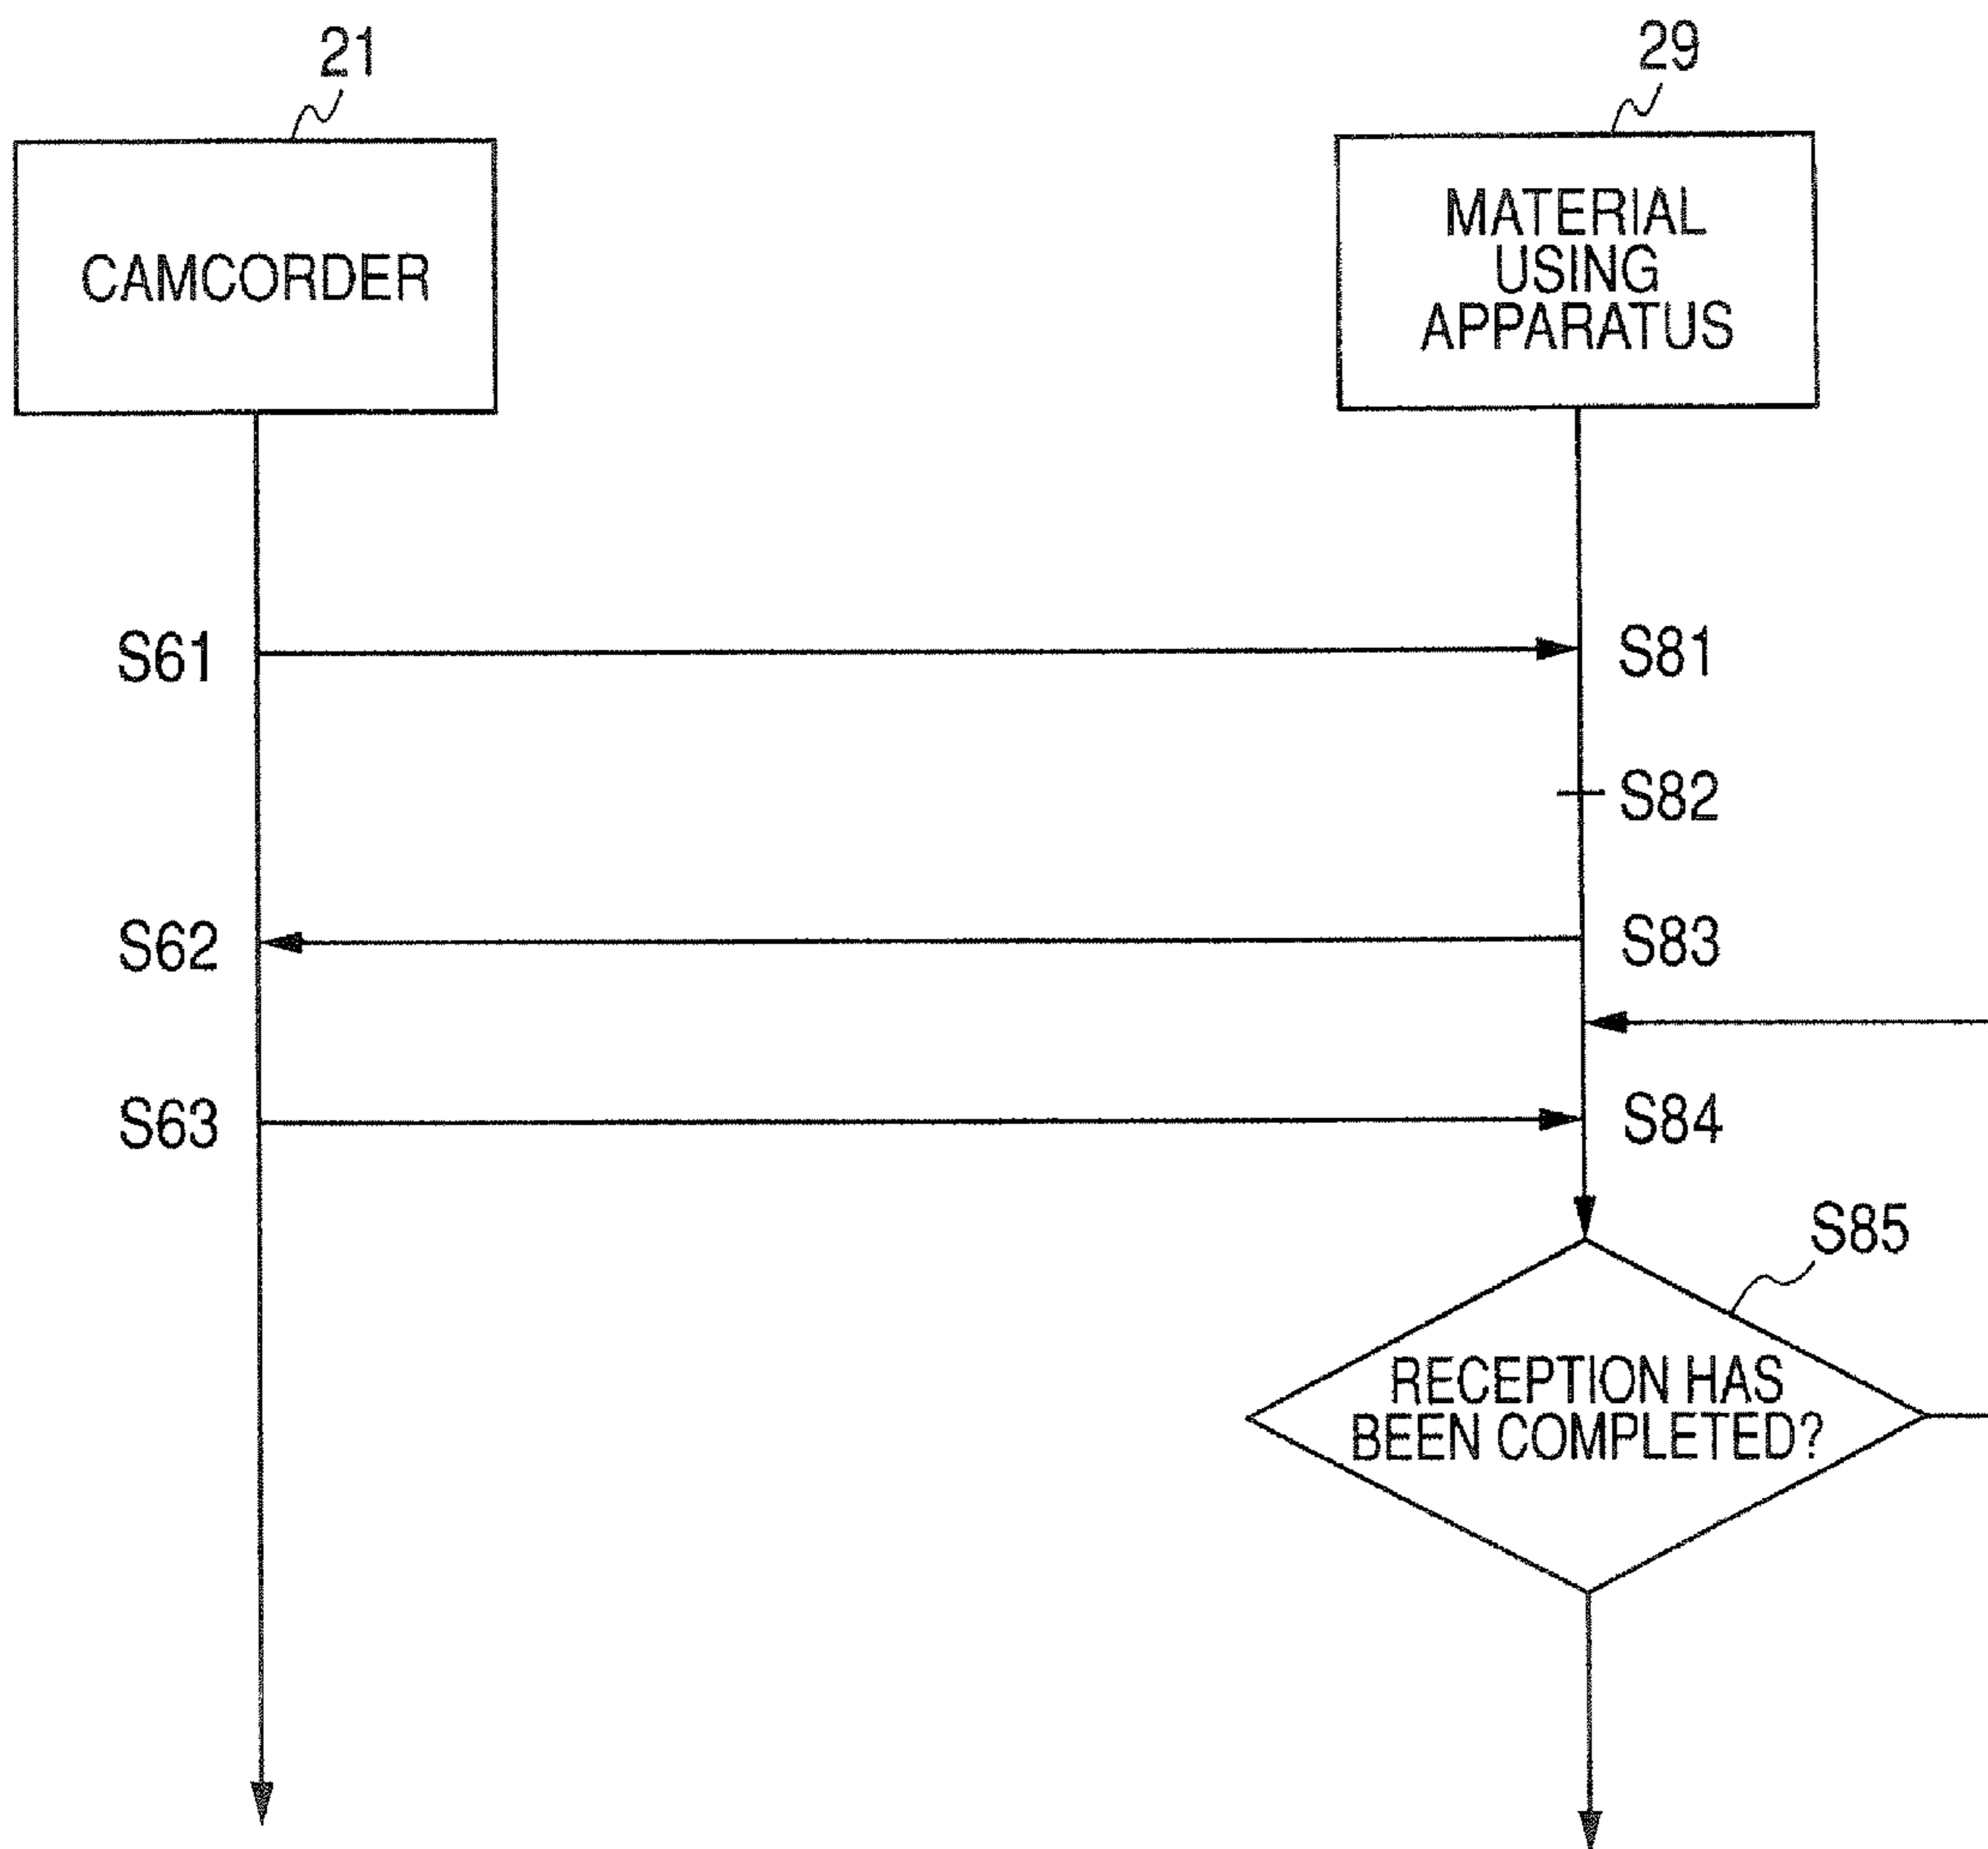 21
29
CAMCORDER
MATERIAL
USING
APPARATUS
S61
S81
S82
S62
S83
S63
S84
S85
RECEPTION HAS
BEEN COMPLETED?